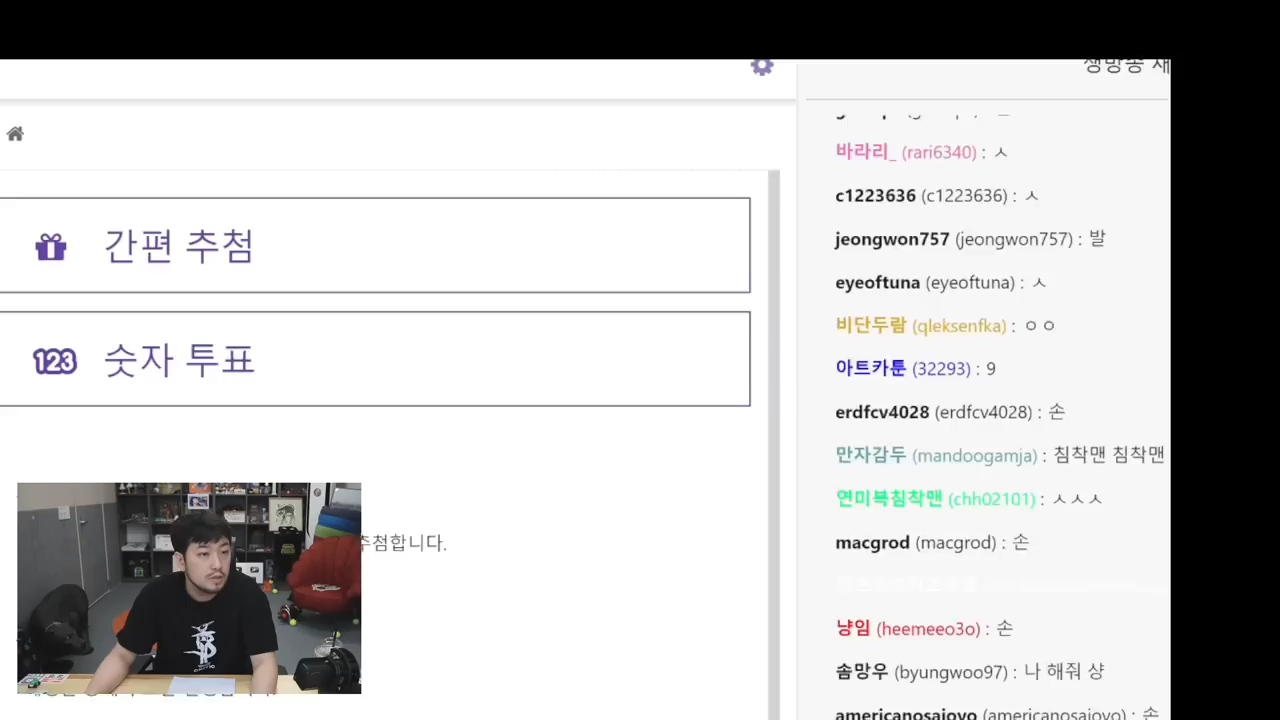 생방송 채
바라리_ (rari6340) : ㅅ
c1223636 (c1223636) : ㅅ
jeongwon757 (jeongwon757) : 발
간편 추첨
eyeoftuna (eyeoftuna) : ㅅ
비단두람 (qleksenfka) : ㅇㅇ
123 숫자 투표
아트카툰 (32293) : 9
erdfcv4028 (erdfcv4028) : 손
만자감두 (mandoogamja) : 침착맨 침착맨
연미복침착맨 (chh02101) : ㅅㅅㅅ
macgrod (macgrod) : 손
추첨합니다.
냥임 (heemeeo3o) : 손
솜망우 (byungwoo97) : 나 해줘 샹
americanosajoyo (americanosajoyo) : 손